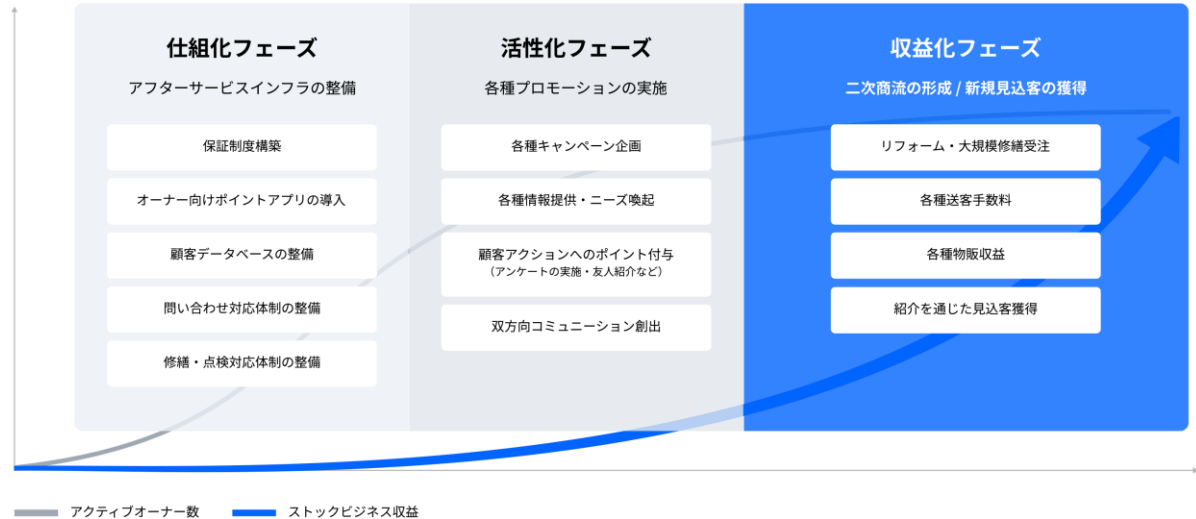 仕組化フェーズ
アフターサービスインフラの整備
保証制度構築
オーナー向けポイントアプリの導入
顧客データベースの整備
問い合わせ対応体制の整備
修繕・点検対応体制の整備
活性化フェーズ
各種プロモーションの実施
各種キャンペーン企画
各種情報提供・ニーズ喚起
顧客アクションへのポイント付与
（アンケートの実施・友人紹介など）
双方向コミュニーション創出
収益化フェーズ
二次商流の形成 / 新規見込客の獲得
リフォーム・大規模修繕受注
各種送客手数料
各種物販収益
紹介を通じた見込客獲得
アクティブオーナー数
ストックビジネス収益